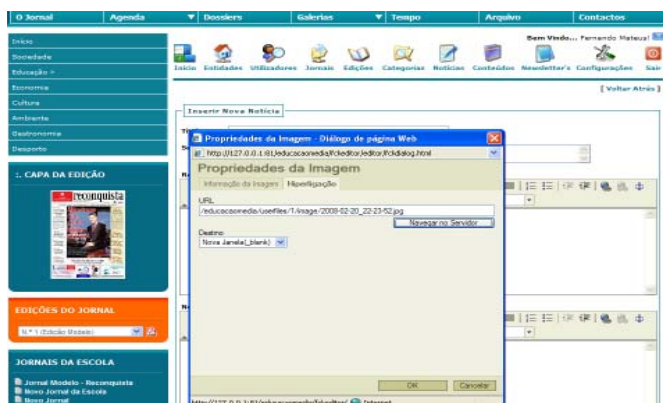 O Jornal Agenda Dossiers Galerias Tempo Arquivo Contactos
Bem Vindo... Fernando Mateus!
Início
Sociedade
Educação >
Economia
Cultura
Ambiente
Gastronomia
Desporto
Início Entidades Utilizadores Jornais Edições Categorias Notícias Conteúdos Newsletter's Configurações Sair
[ Voltar Atrás ]
Inserir Nova Notícia
Propriedades da Imagem - Diálogo de página Web
http://127.0.0.1:81/educacaomedia/fckeditor/editor/fckdialog.html
Propriedades da Imagem
Informação da Imagem Hiperligação
URL
/educacaomedia/userfiles/1/image/2008-02-20_22-23-52.jpg
Navegar no Servidor
Destino
Nova Janela(_blank)
OK Cancelar
Internet
:. CAPA DA EDIÇÃO
reconquista
EDIÇÕES DO JORNAL
N.º 1 (Edição Modelo)
JORNAIS DA ESCOLA
Jornal Modelo - Reconquista
Novo Jornal da Escola
Novo Jornal